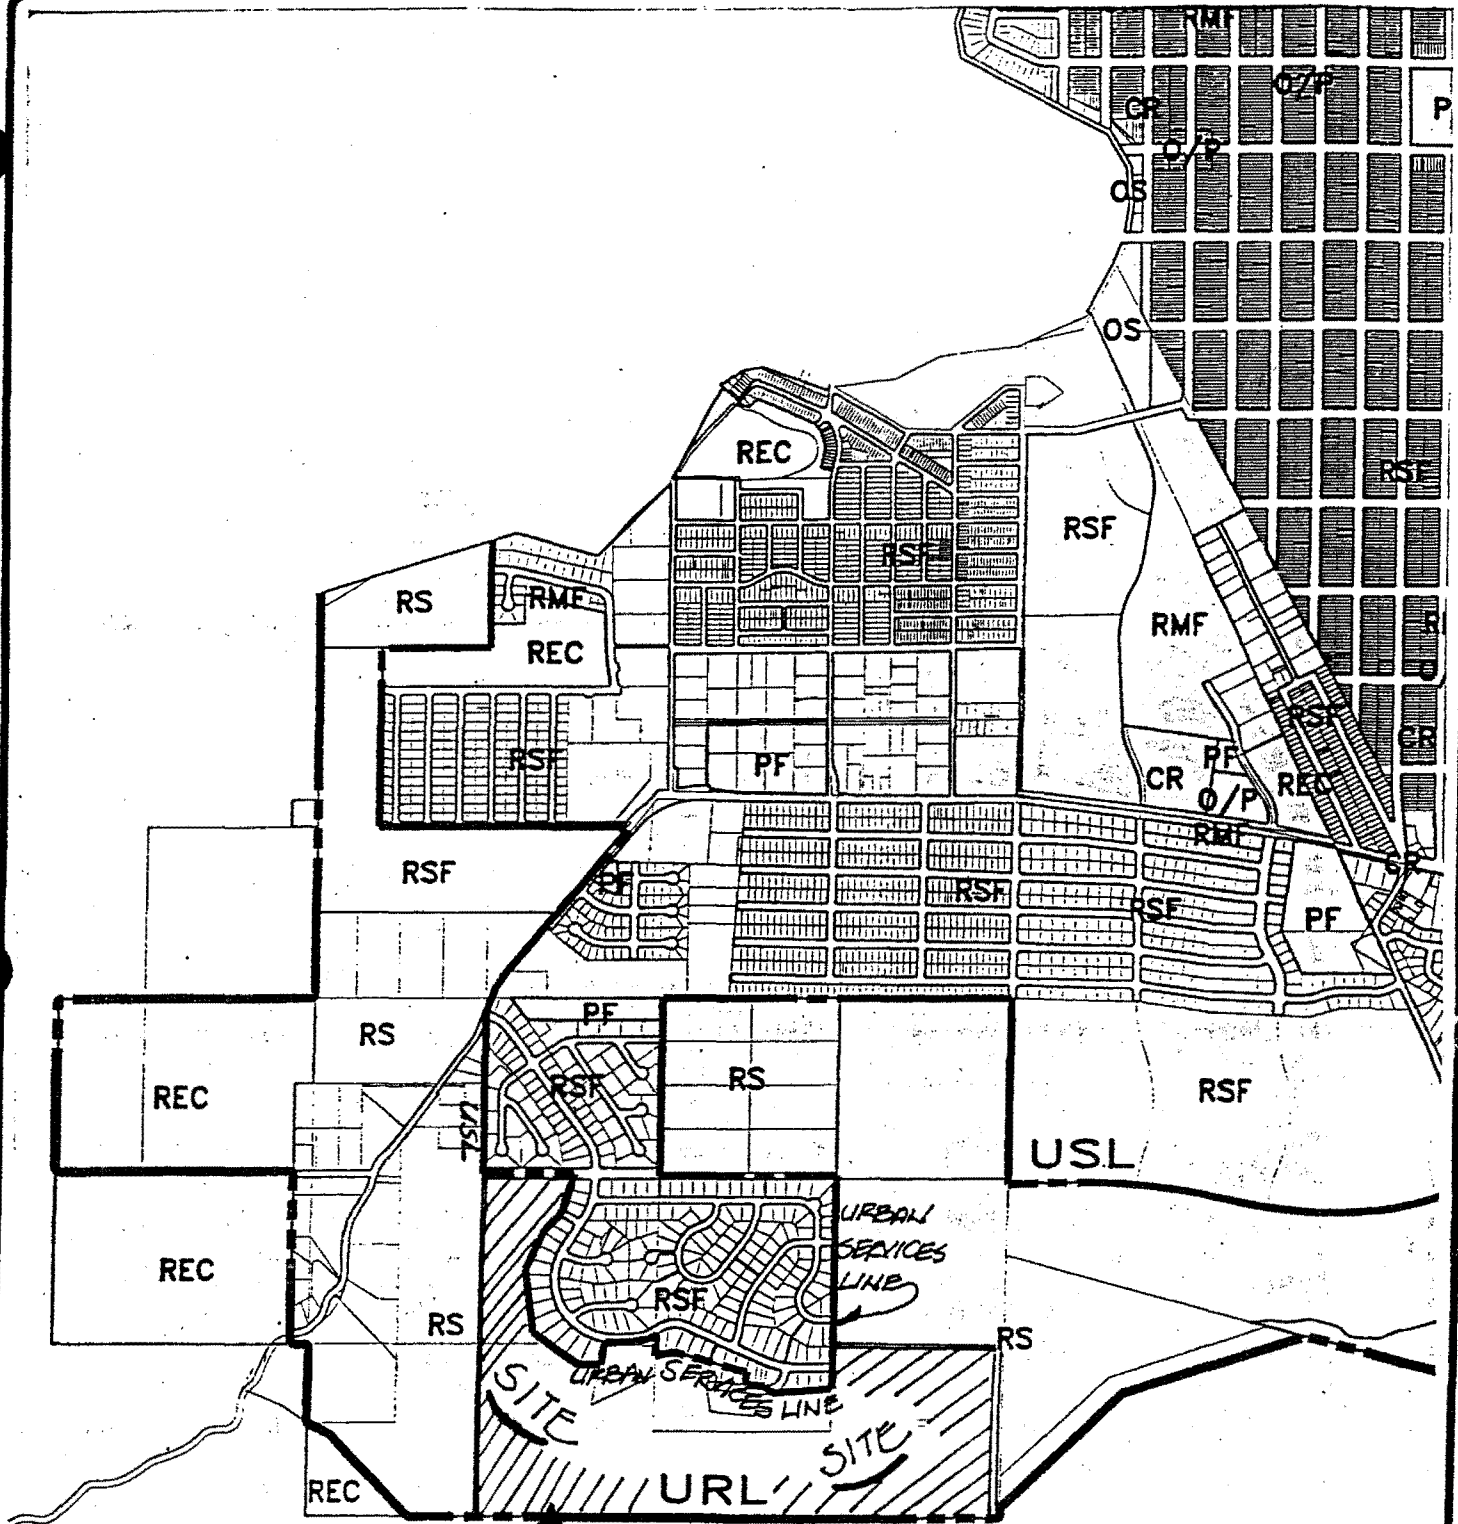 RMF
O/P
CR
P
O/P
OS
OS
REC
RSF
RSF
RSF
RS
RMF
RMF
REC
R
O
RSF
CR
RSF
PF
PF
CR
REC
O/P
RMF
RSF
CR
PF
RSF
RSF
PF
PF
RS
RSF
RS
REC
RSF
USL
USL
URBAN
SERVICES
LINE
REC
RSF
RS
RS
URBAN SERVICES LINE
SITE
SITE
URL
REC